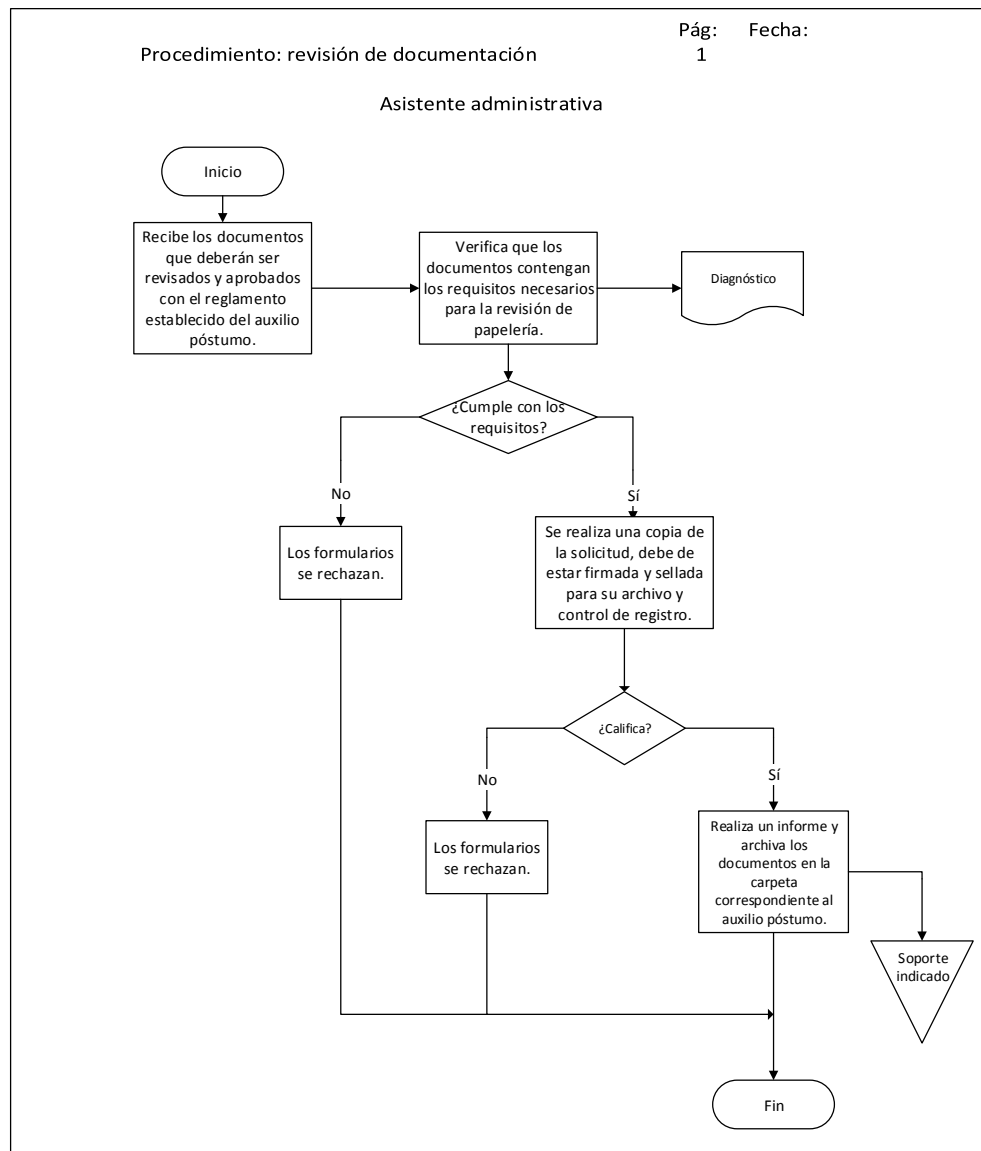 Pág: Fecha:
Procedimiento: revisión de documentación 1
Asistente administrativa
Inicio
Recibe los documentos
que deberán ser
revisados y aprobados
con el reglamento
establecido del auxilio
póstumo.
Verifica que los
documentos contengan
los requisitos necesarios
para la revisión de
papelería.
Diagnóstico
¿Cumple con los
requisitos?
No
Sí
Los formularios
se rechazan.
Se realiza una copia de
la solicitud, debe de
estar firmada y sellada
para su archivo y
control de registro.
¿Califica?
No
Sí
Los formularios
se rechazan.
Realiza un informe y
archiva los
documentos en la
carpeta
correspondiente al
auxilio póstumo.
Soporte
indicado
Fin